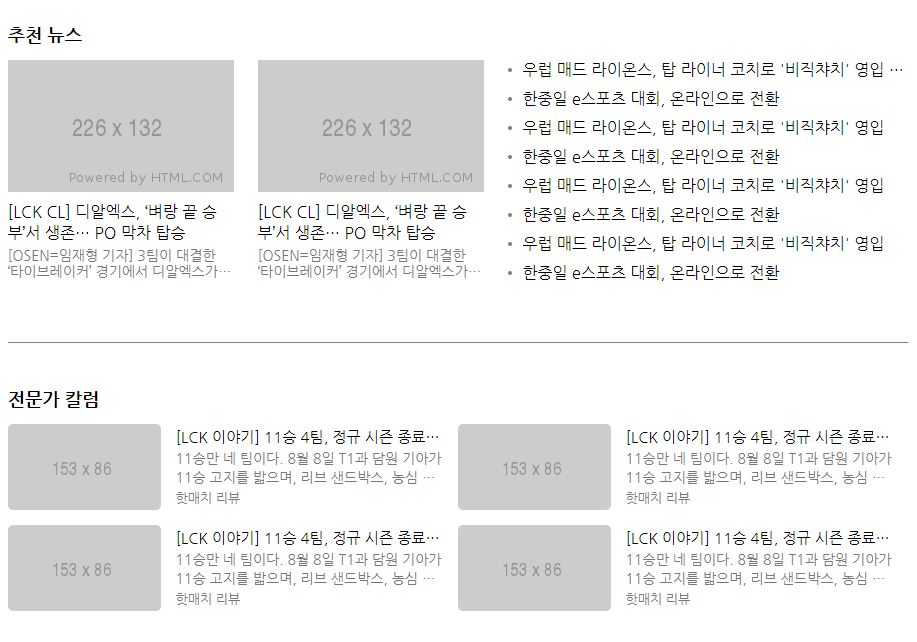 추천 뉴스
226 x 132
Powered by HTML.COM
[LCK CL] 디알엑스, ‘벼랑 끝 승
부’서 생존… PO 막차 탑승
[OSEN=임재형 기자] 3팀이 대결한
‘타이브레이커’ 경기에서 디알엑스가…
226 x 132
Powered by HTML.COM
[LCK CL] 디알엑스, ‘벼랑 끝 승
부’서 생존… PO 막차 탑승
[OSEN=임재형 기자] 3팀이 대결한
‘타이브레이커’ 경기에서 디알엑스가…
• 우럽 매드 라이온스, 탑 라이너 코치로 '비직챠치' 영입 …
• 한중일 e스포츠 대회, 온라인으로 전환
• 우럽 매드 라이온스, 탑 라이너 코치로 '비직챠치' 영입
• 한중일 e스포츠 대회, 온라인으로 전환
• 우럽 매드 라이온스, 탑 라이너 코치로 '비직챠치' 영입
• 한중일 e스포츠 대회, 온라인으로 전환
• 우럽 매드 라이온스, 탑 라이너 코치로 '비직챠치' 영입
• 한중일 e스포츠 대회, 온라인으로 전환
전문가 칼럼
153 x 86
[LCK 이야기] 11승 4팀, 정규 시즌 종료…
11승만 네 팀이다. 8월 8일 T1과 담원 기아가
11승 고지를 밟으며, 리브 샌드박스, 농심 …
핫매치 리뷰
153 x 86
[LCK 이야기] 11승 4팀, 정규 시즌 종료…
11승만 네 팀이다. 8월 8일 T1과 담원 기아가
11승 고지를 밟으며, 리브 샌드박스, 농심 …
핫매치 리뷰
153 x 86
[LCK 이야기] 11승 4팀, 정규 시즌 종료…
11승만 네 팀이다. 8월 8일 T1과 담원 기아가
11승 고지를 밟으며, 리브 샌드박스, 농심 …
핫매치 리뷰
153 x 86
[LCK 이야기] 11승 4팀, 정규 시즌 종료…
11승만 네 팀이다. 8월 8일 T1과 담원 기아가
11승 고지를 밟으며, 리브 샌드박스, 농심 …
핫매치 리뷰